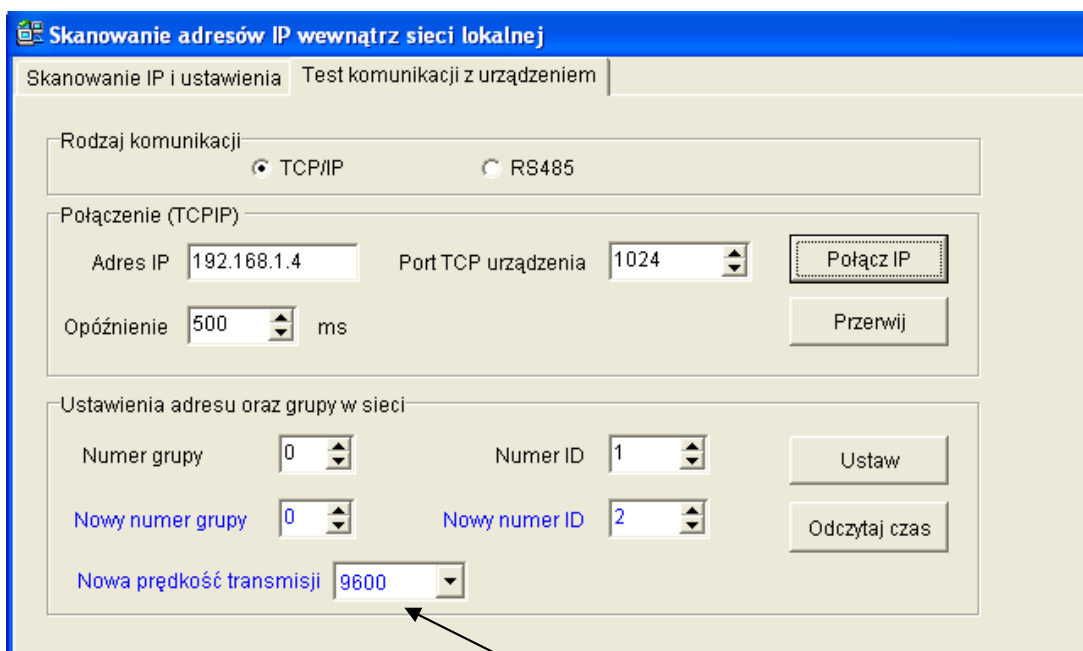 Skanowanie adresów IP wewnątrz sieci lokalnej
Skanowanie IP i ustawienia Test komunikacji z urządzeniem
Rodzaj komunikacji
TCP/IP RS485
Połączenie (TCPIP)
Adres IP 192.168.1.4 Port TCP urządzenia 1024 Połącz IP
Opóźnienie 500 ms Przerwij
Ustawienia adresu oraz grupy w sieci
Numer grupy 0 Numer ID 1 Ustaw
Nowy numer grupy 0 Nowy numer ID 2 Odczytaj czas
Nowa prędkość transmisji 9600